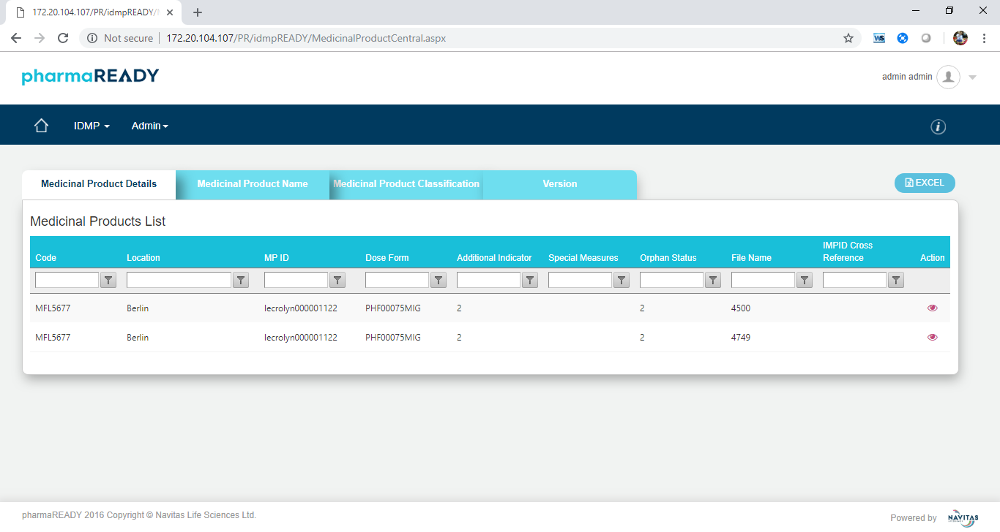 172.20.104.107/PR/idmpREADY/
Not secure 172.20.104.107/PR/idmpREADY/MedicinalProductCentral.aspx
WS
pharmaREADY
admin admin
IDMP Admin
i
Medicinal Product Details Medicinal Product Name Medicinal Product Classification Version
EXCEL
Medicinal Products List
Code Location MP ID Dose Form Additional Indicator Special Measures Orphan Status File Name IMPID Cross Reference Action
MFL5677 Berlin lecrolyn000001122 PHF00075MIG 2 2 4500
MFL5677 Berlin lecrolyn000001122 PHF00075MIG 2 2 4749
pharmaREADY 2016 Copyright © Navitas Life Sciences Ltd.
Powered by NAVITAS